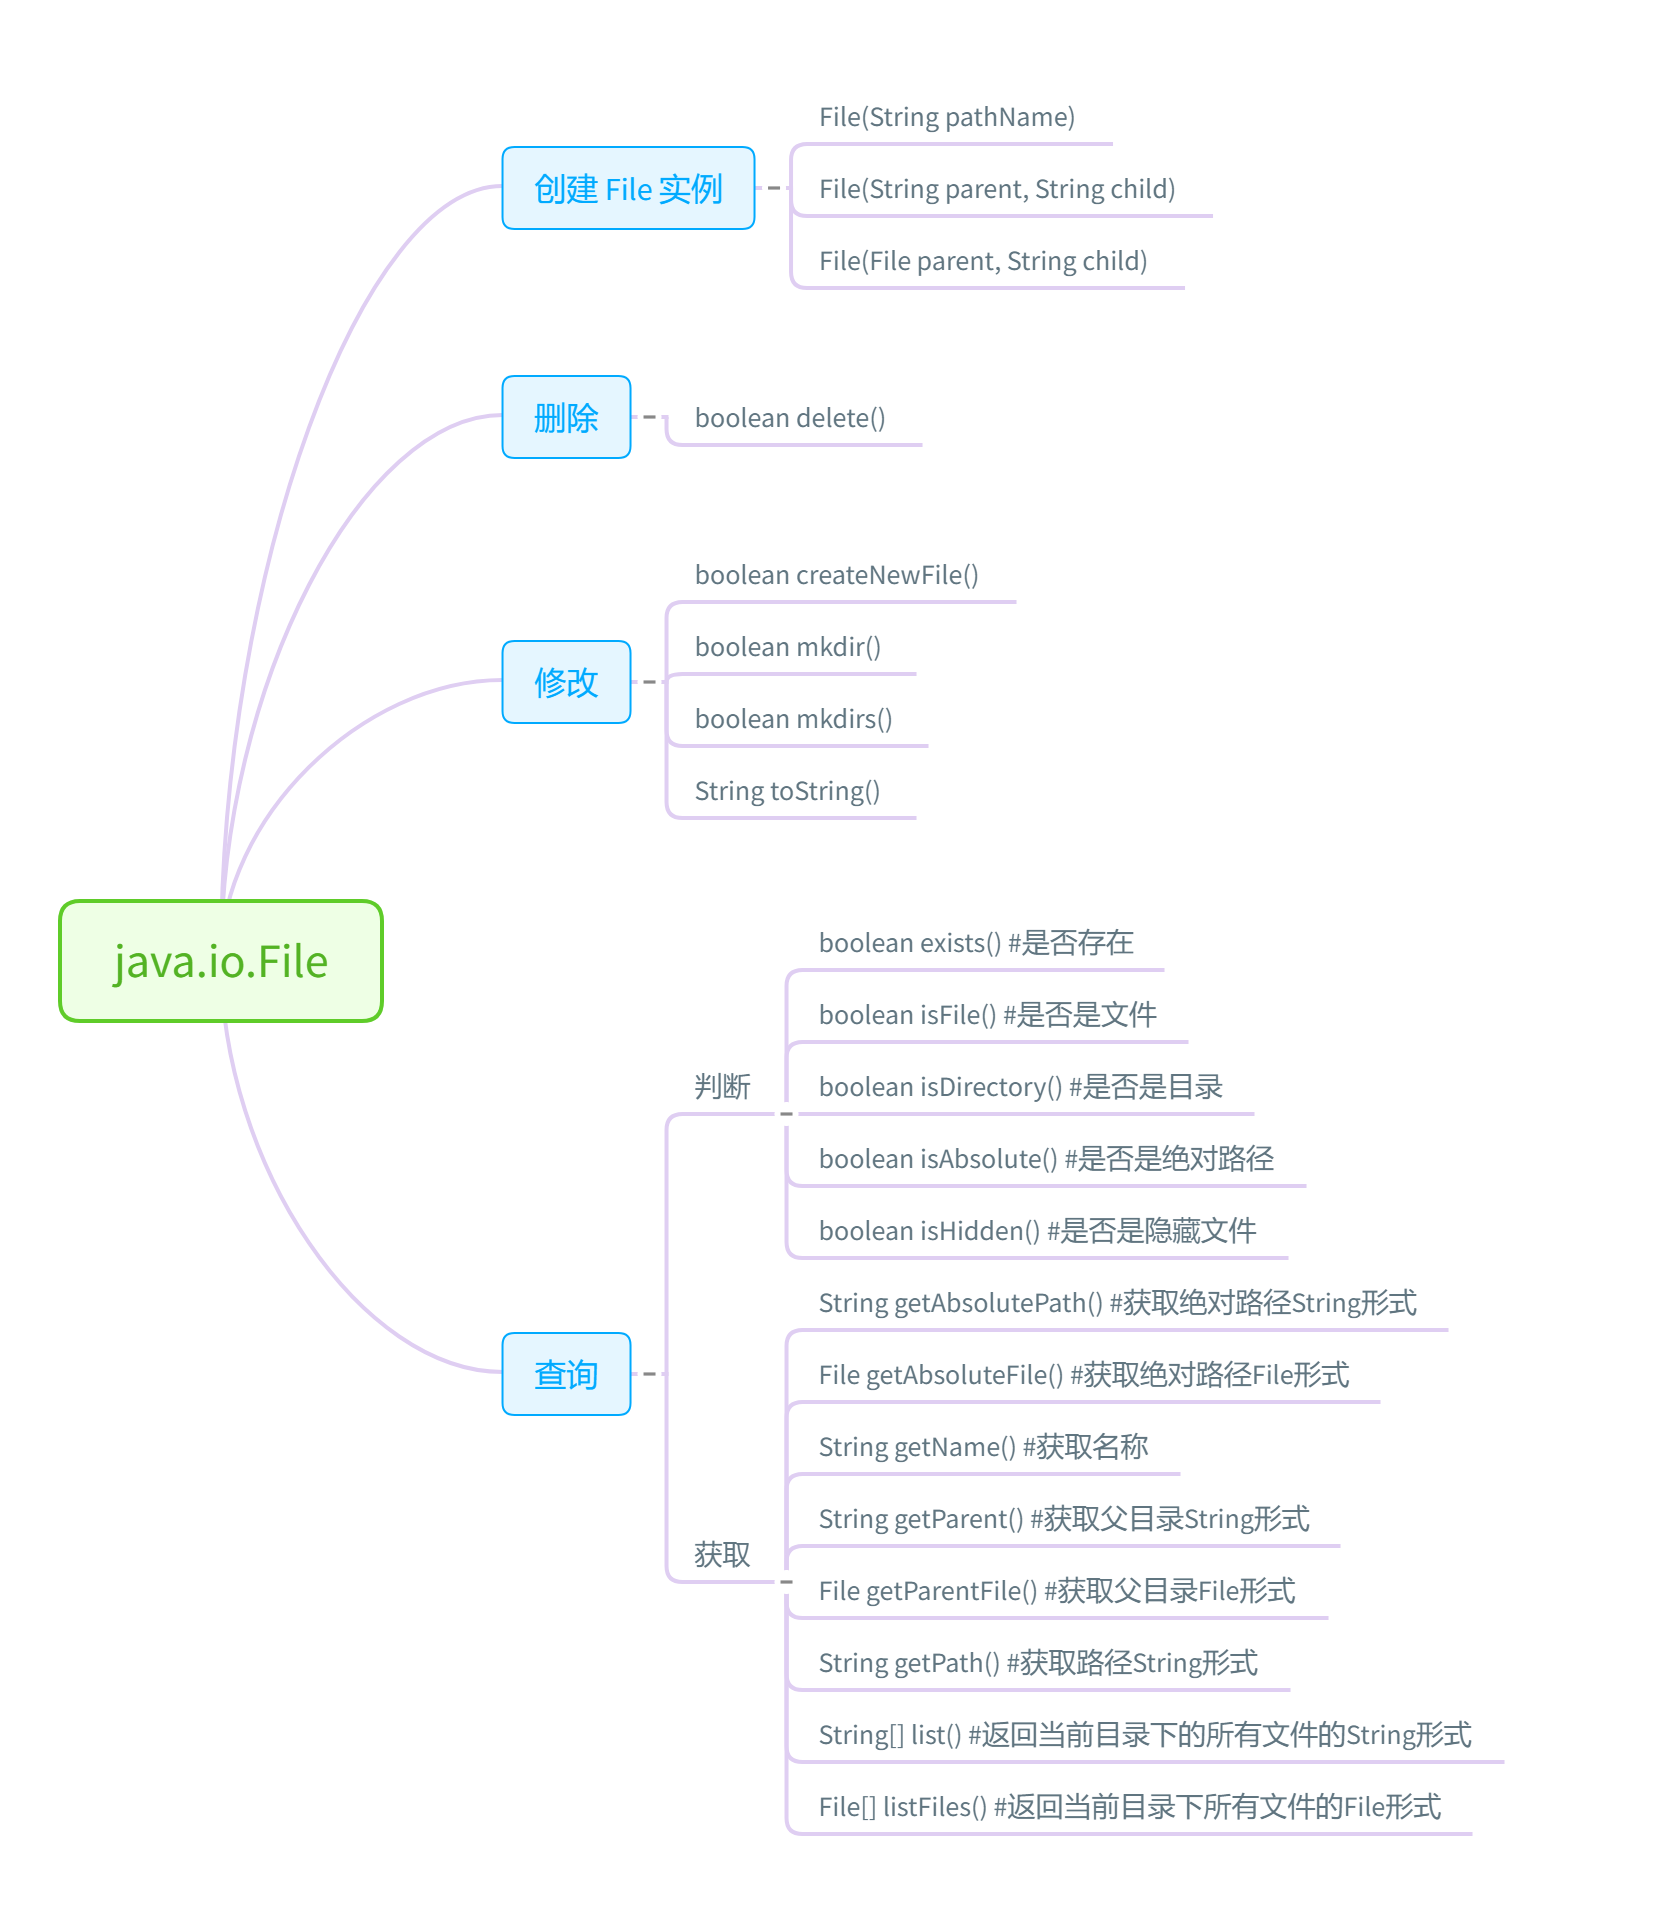 java.io.File
创建 File 实例
File(String pathName)
File(String parent, String child)
File(File parent, String child)
删除
boolean delete()
修改
boolean createNewFile()
boolean mkdir()
boolean mkdirs()
String toString()
查询
判断
boolean exists() #是否存在
boolean isFile() #是否是文件
boolean isDirectory() #是否是目录
boolean isAbsolute() #是否是绝对路径
boolean isHidden() #是否是隐藏文件
获取
String getAbsolutePath() #获取绝对路径String形式
File getAbsoluteFile() #获取绝对路径File形式
String getName() #获取名称
String getParent() #获取父目录String形式
File getParentFile() #获取父目录File形式
String getPath() #获取路径String形式
String[] list() #返回当前目录下的所有文件的String形式
File[] listFiles() #返回当前目录下所有文件的File形式